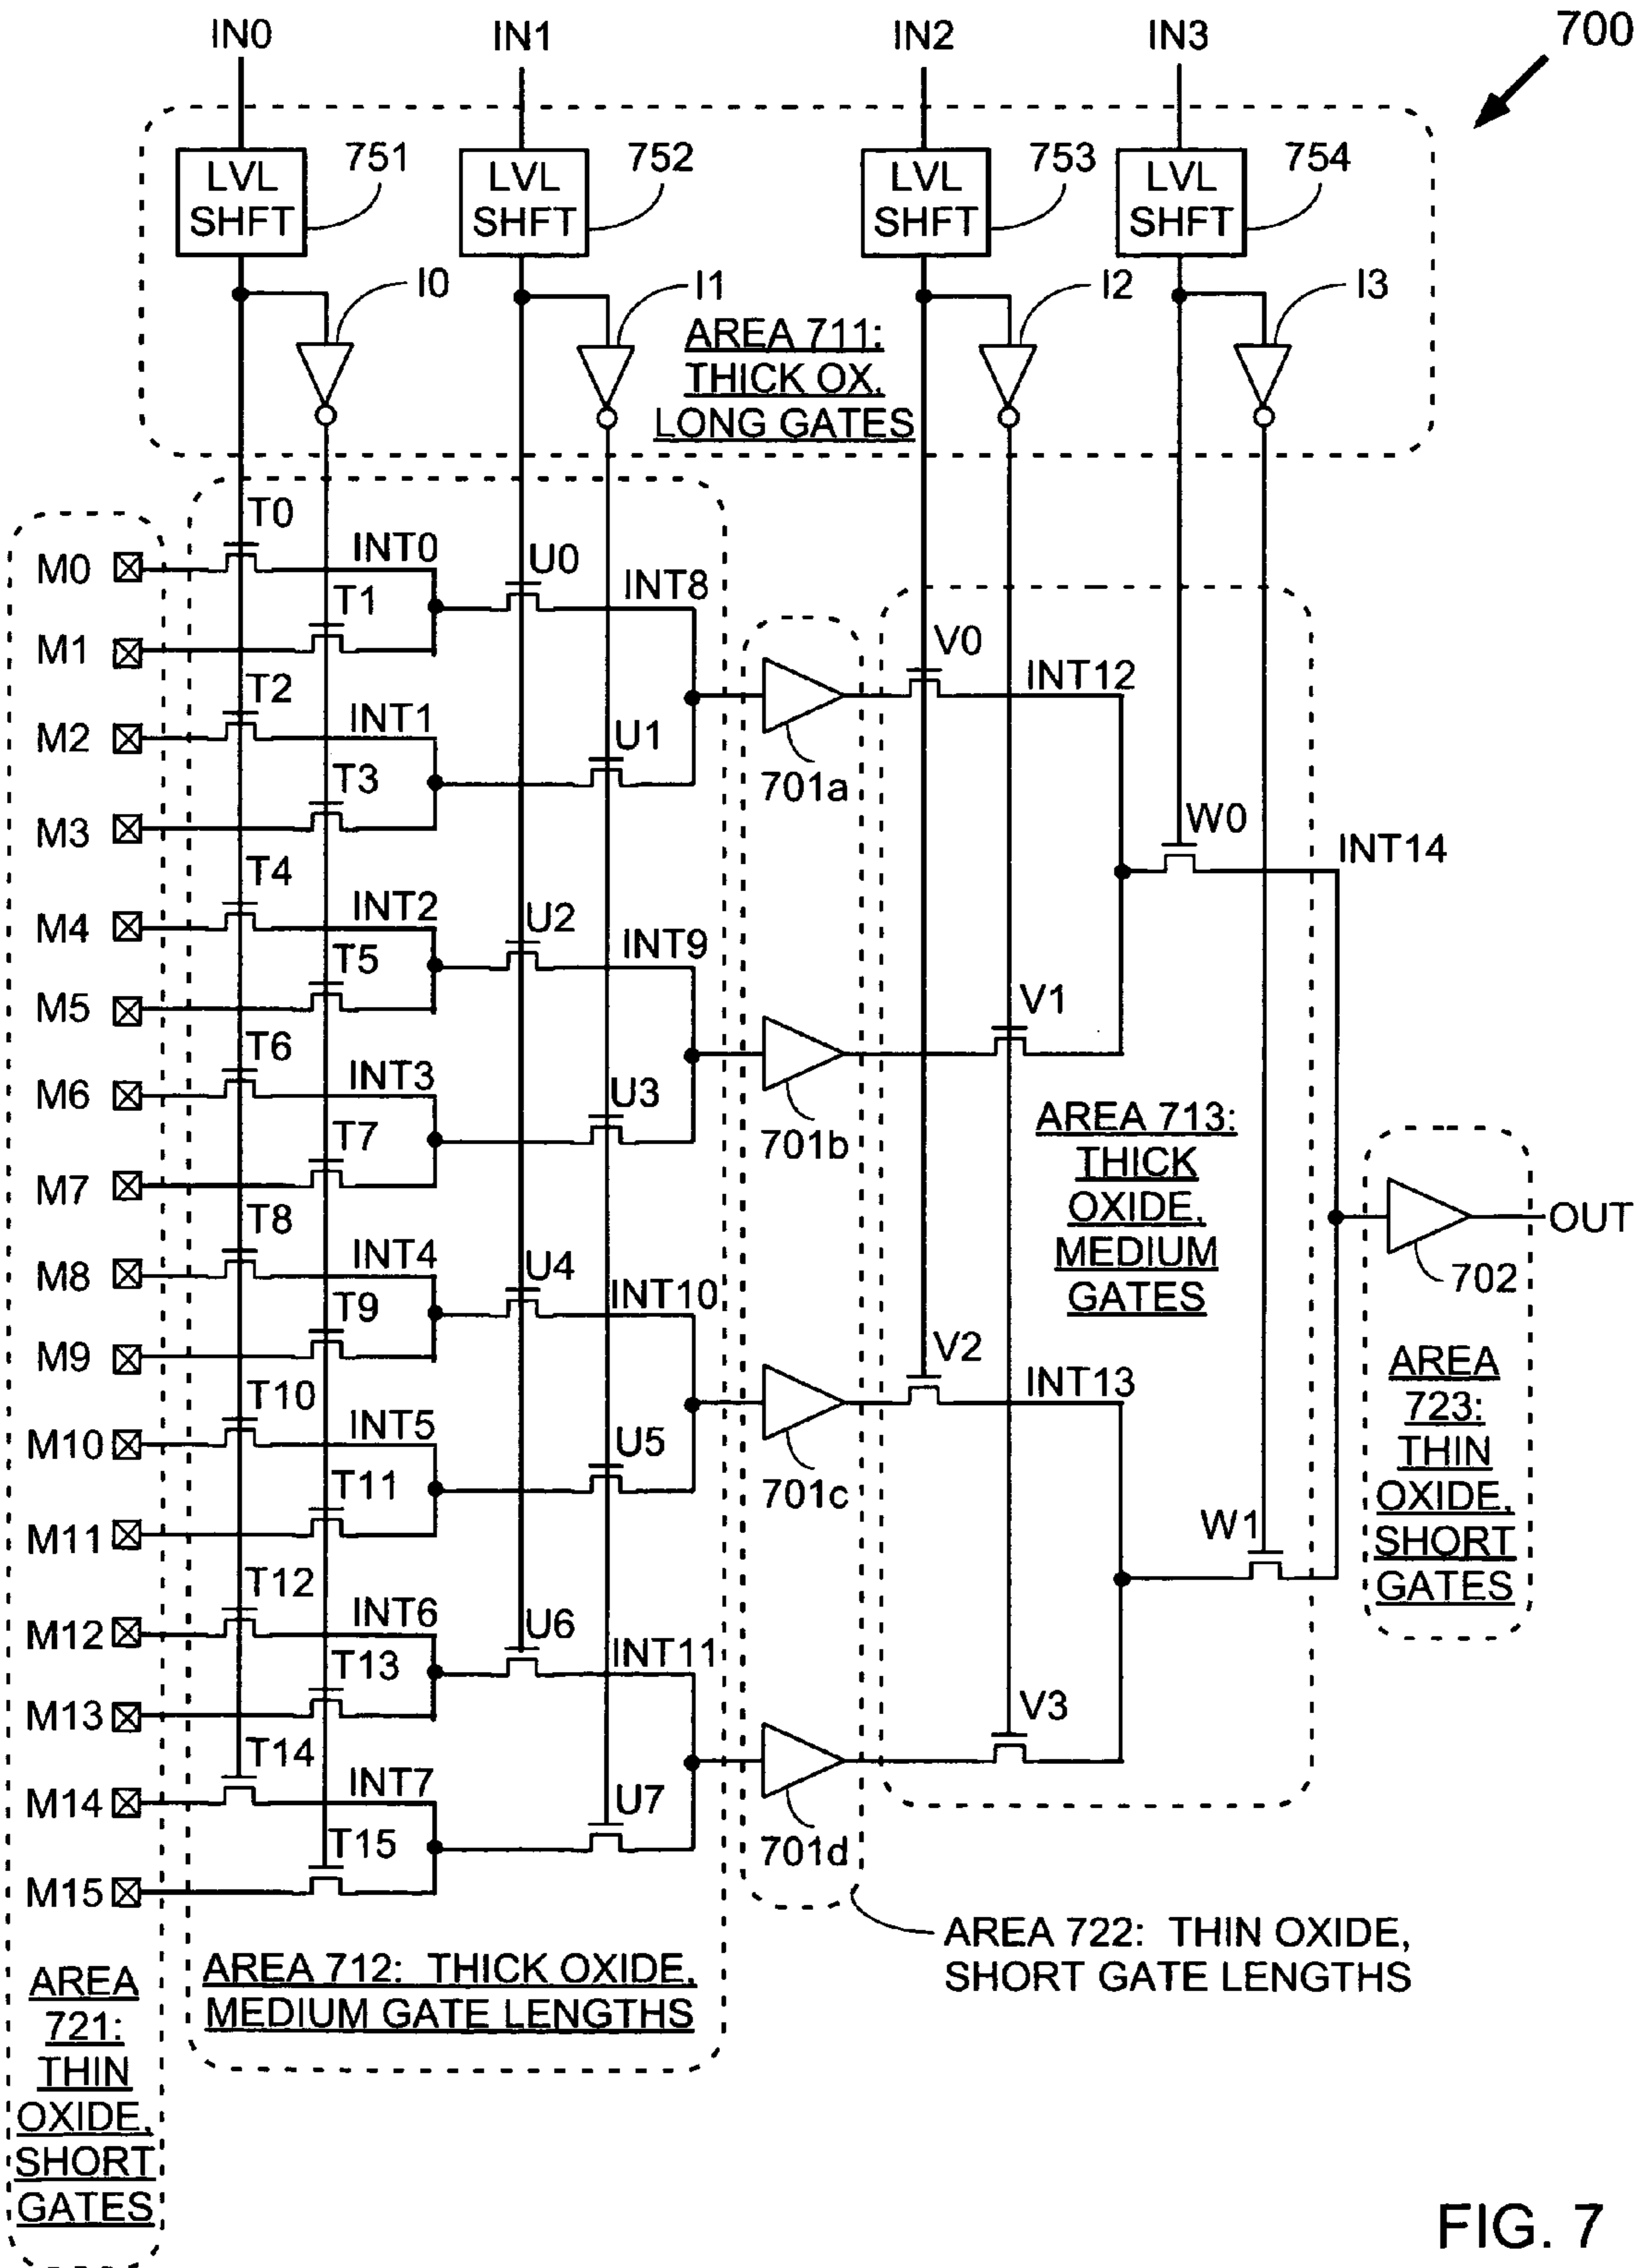 700
IN0 IN1 IN2 IN3
LVL SHFT 751
LVL SHFT 752
LVL SHFT 753
LVL SHFT 754
I0 I1 I2 I3
AREA 711:
THICK OX,
LONG GATES
M0 T0 INT0 U0 INT8
M1 T1
V0 INT12
M2 T2 INT1 U1
701a
M3 T3
W0 INT14
M4 T4 INT2 U2 INT9
M5 T5
V1
M6 T6 INT3 U3
701b
M7 T7
AREA 713:
THICK
OXIDE,
MEDIUM
GATES
OUT
702
M8 T8 INT4 U4 INT10
M9 T9
V2 INT13
M10 T10 INT5 U5
701c
M11 T11
W1
AREA
723:
THIN
OXIDE,
SHORT
GATES
M12 T12 INT6 U6 INT11
M13 T13
V3
M14 T14 INT7 U7
701d
M15 T15
AREA 722: THIN OXIDE,
SHORT GATE LENGTHS
AREA 712: THICK OXIDE,
MEDIUM GATE LENGTHS
AREA
721:
THIN
OXIDE,
SHORT
GATES
FIG. 7